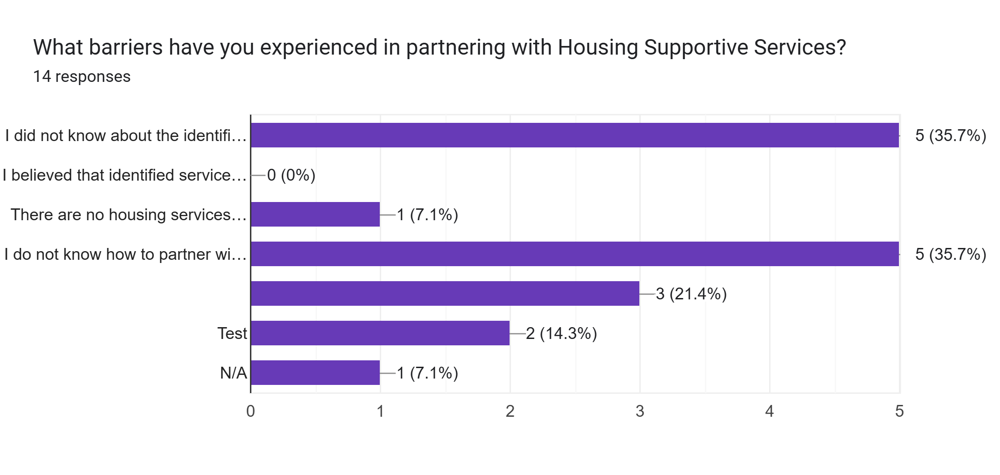 What barriers have you experienced in partnering with Housing Supportive Services?
14 responses
I did not know about the identifi…
5 (35.7%)
I believed that identified service…
0 (0%)
There are no housing services…
1 (7.1%)
I do not know how to partner wi…
5 (35.7%)
3 (21.4%)
Test
2 (14.3%)
N/A
1 (7.1%)
0 1 2 3 4 5